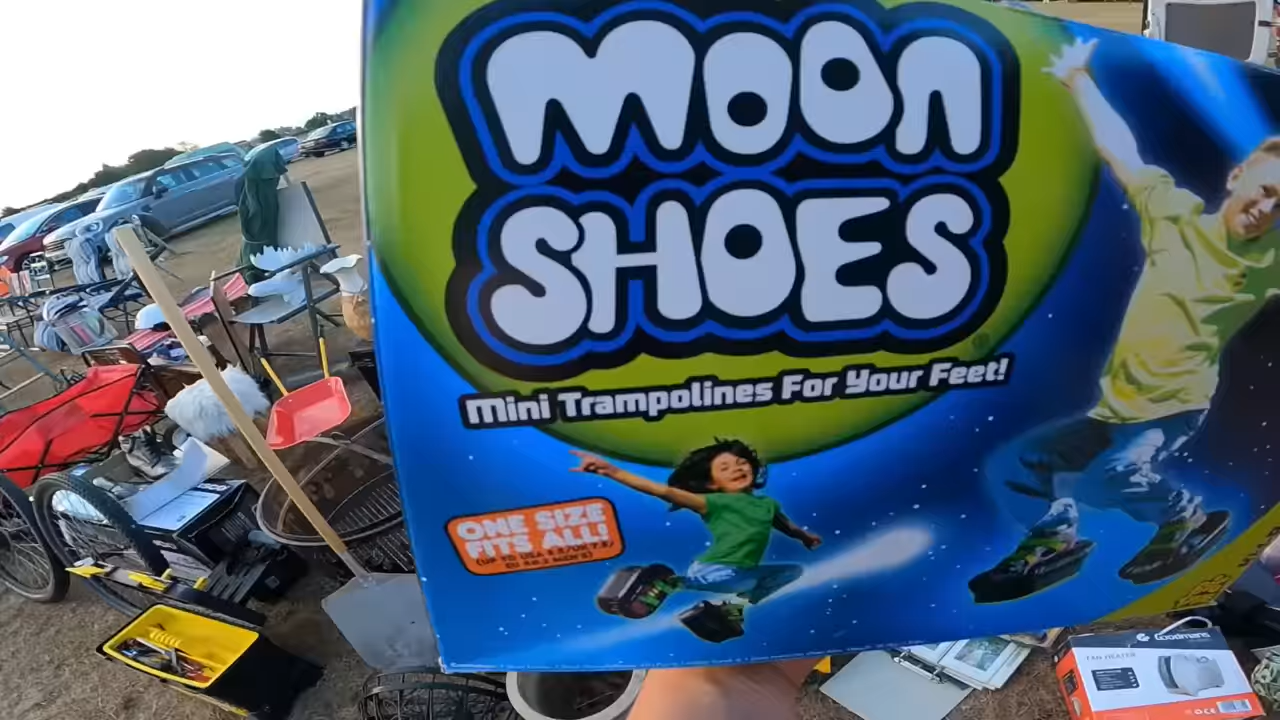 MOON
SHOES
Mini Trampolines For Your Feet!
ONE SIZE
FITS ALL!
Goodmans
FAN HEATER